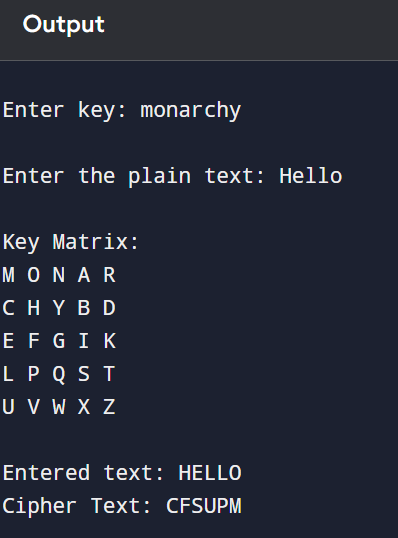 Output
Enter key: monarchy
Enter the plain text: Hello
Key Matrix:
M O N A R
C H Y B D
E F G I K
L P Q S T
U V W X Z
Entered text: HELLO
Cipher Text: CFSUPM